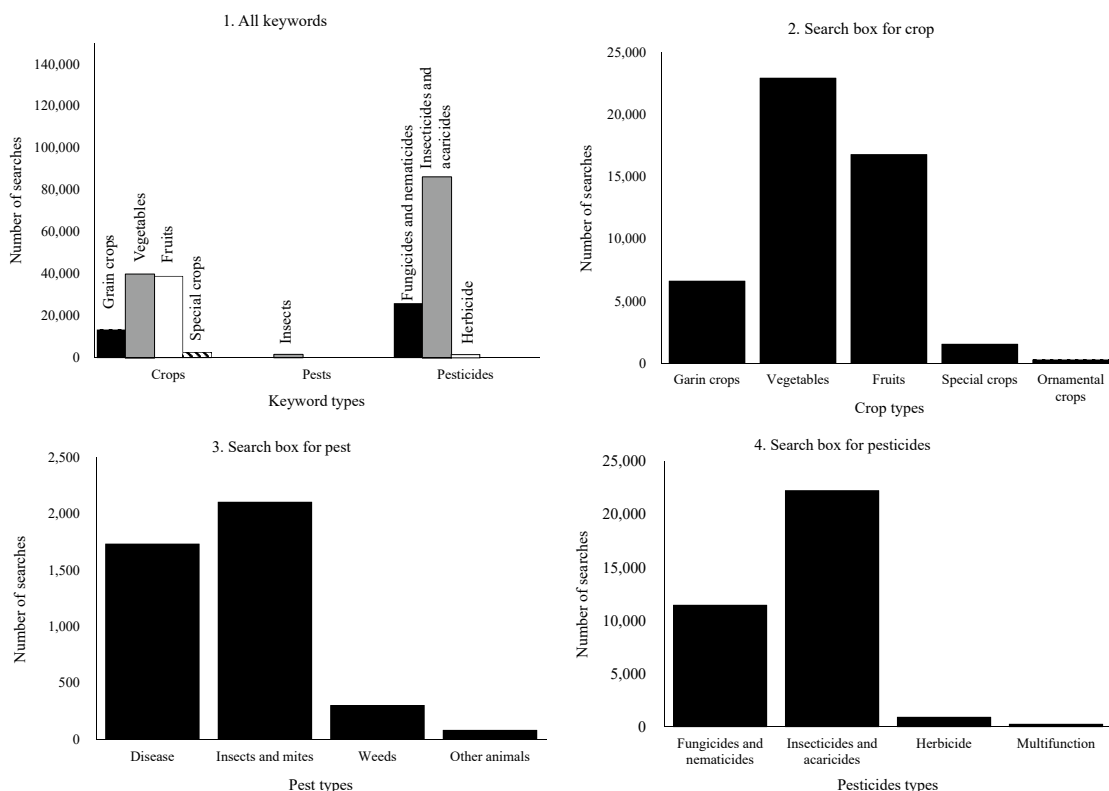 1. All keywords
Number of searches
140,000
120,000
100,000
80,000
60,000
40,000
20,000
0
Grain crops
Vegetables
Fruits
Special crops
Insects
Fungicides and nematicides
Insecticides and
acaricides
Herbicide
Crops
Pests
Pesticides
Keyword types
2. Search box for crop
Number of searches
25,000
20,000
15,000
10,000
5,000
0
Garin crops
Vegetables
Fruits
Special crops
Ornamental
crops
Crop types
3. Search box for pest
Number of searches
2,500
2,000
1,500
1,000
500
0
Disease
Insects and mites
Weeds
Other animals
Pest types
4. Search box for pesticides
Number of searches
25,000
20,000
15,000
10,000
5,000
0
Fungicides and
nematicides
Insecticides and
acaricides
Herbicide
Multifunction
Pesticides types